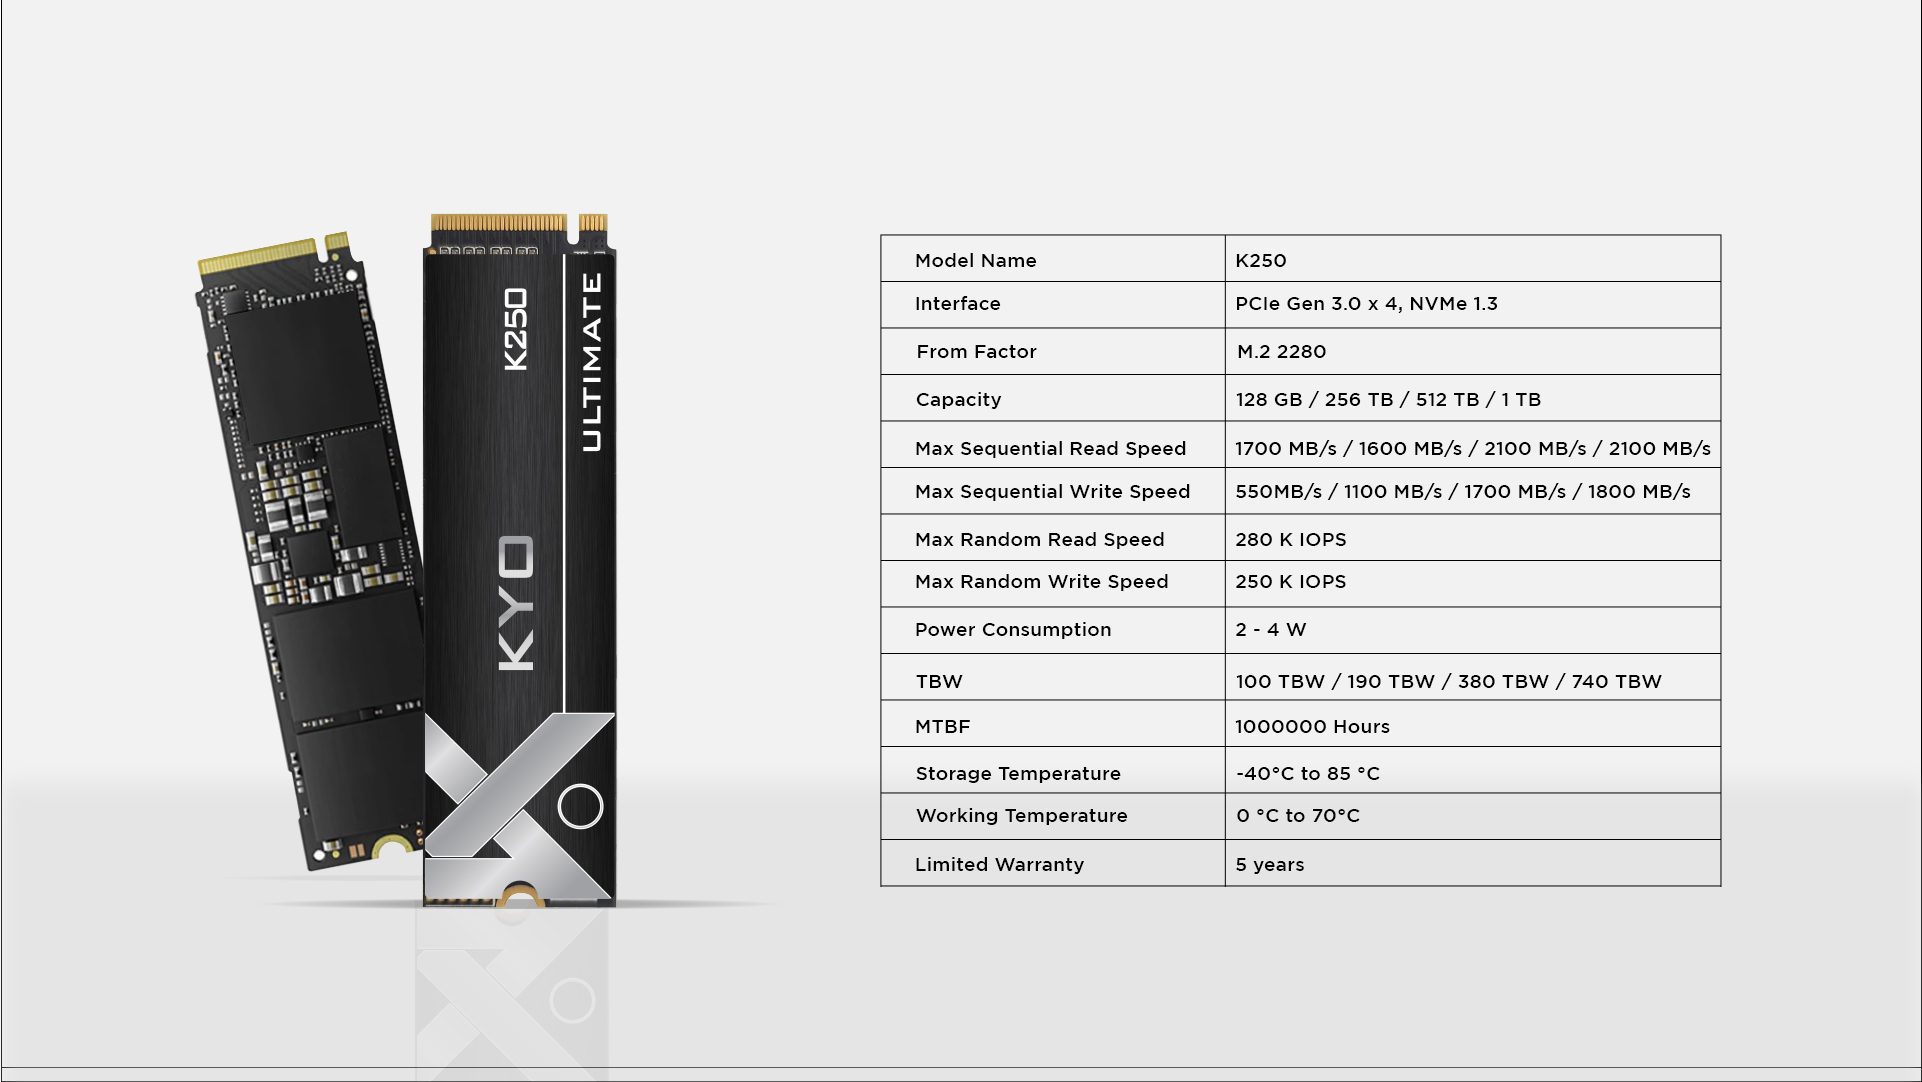 K250
ULTIMATE
KYO
Model Name K250
Interface PCIe Gen 3.0 x 4, NVMe 1.3
From Factor M.2 2280
Capacity 128 GB / 256 TB / 512 TB / 1 TB
Max Sequential Read Speed 1700 MB/s / 1600 MB/s / 2100 MB/s / 2100 MB/s
Max Sequential Write Speed 550MB/s / 1100 MB/s / 1700 MB/s / 1800 MB/s
Max Random Read Speed 280 K IOPS
Max Random Write Speed 250 K IOPS
Power Consumption 2 - 4 W
TBW 100 TBW / 190 TBW / 380 TBW / 740 TBW
MTBF 1000000 Hours
Storage Temperature -40°C to 85 °C
Working Temperature 0 °C to 70°C
Limited Warranty 5 years